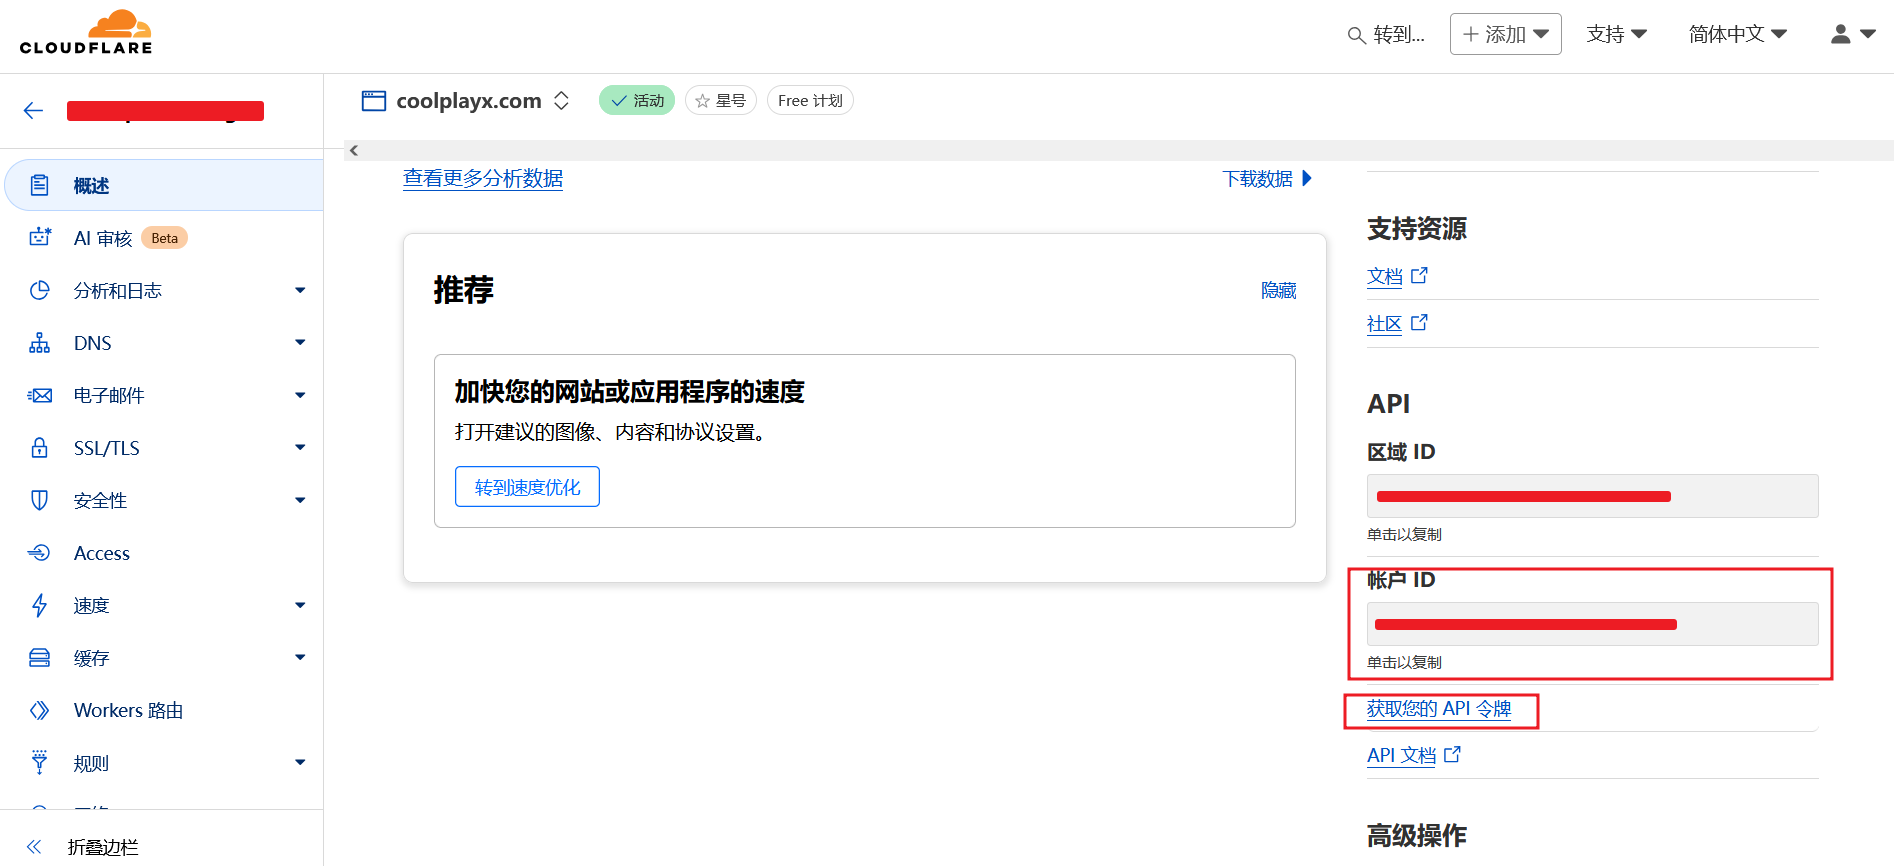 CLOUDFLARE
转到...
添加
支持
简体中文
概述
AI 审核 Beta
分析和日志
DNS
电子邮件
SSL/TLS
安全性
Access
速度
缓存
Workers 路由
规则
折叠边栏
coolplayx.com
活动
星号
Free 计划
查看更多分析数据
下载数据
推荐
隐藏
加快您的网站或应用程序的速度
打开建议的图像、内容和协议设置。
转到速度优化
支持资源
文档
社区
API
区域 ID
单击以复制
帐户 ID
单击以复制
获取您的 API 令牌
API 文档
高级操作